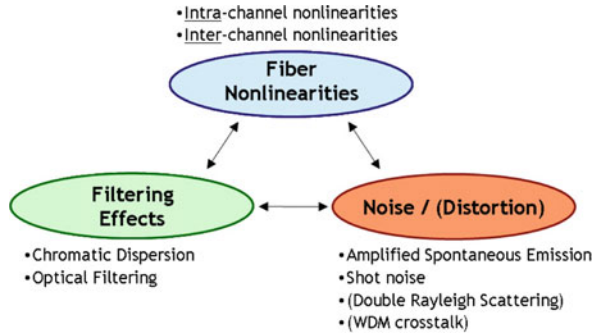 •Intra-channel nonlinearities
•Inter-channel nonlinearities
Fiber
Nonlinearities
Filtering
Effects
•Chromatic Dispersion
•Optical Filtering
Noise / (Distortion)
•Amplified Spontaneous Emission
•Shot noise
•(Double Rayleigh Scattering)
•(WDM crosstalk)